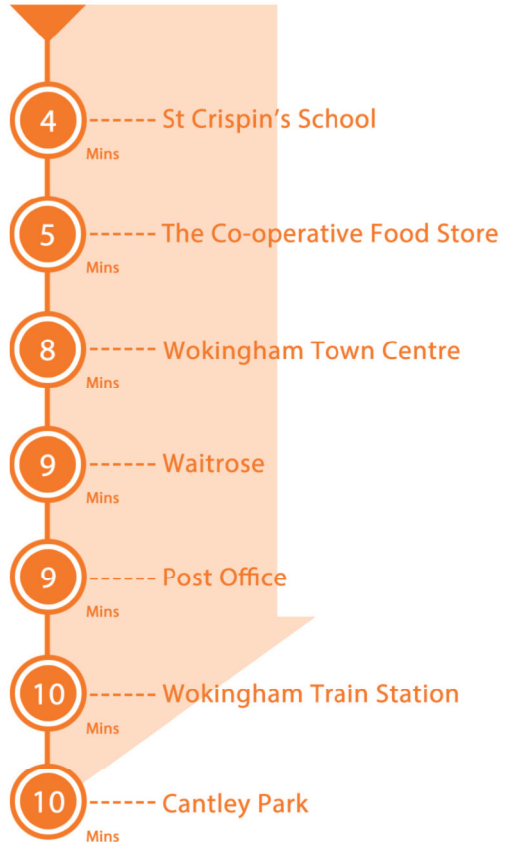 4 St Crispin's School
Mins
5 The Co-operative Food Store
Mins
8 Wokingham Town Centre
Mins
9 Waitrose
Mins
9 Post Office
Mins
10 Wokingham Train Station
Mins
10 Cantley Park
Mins